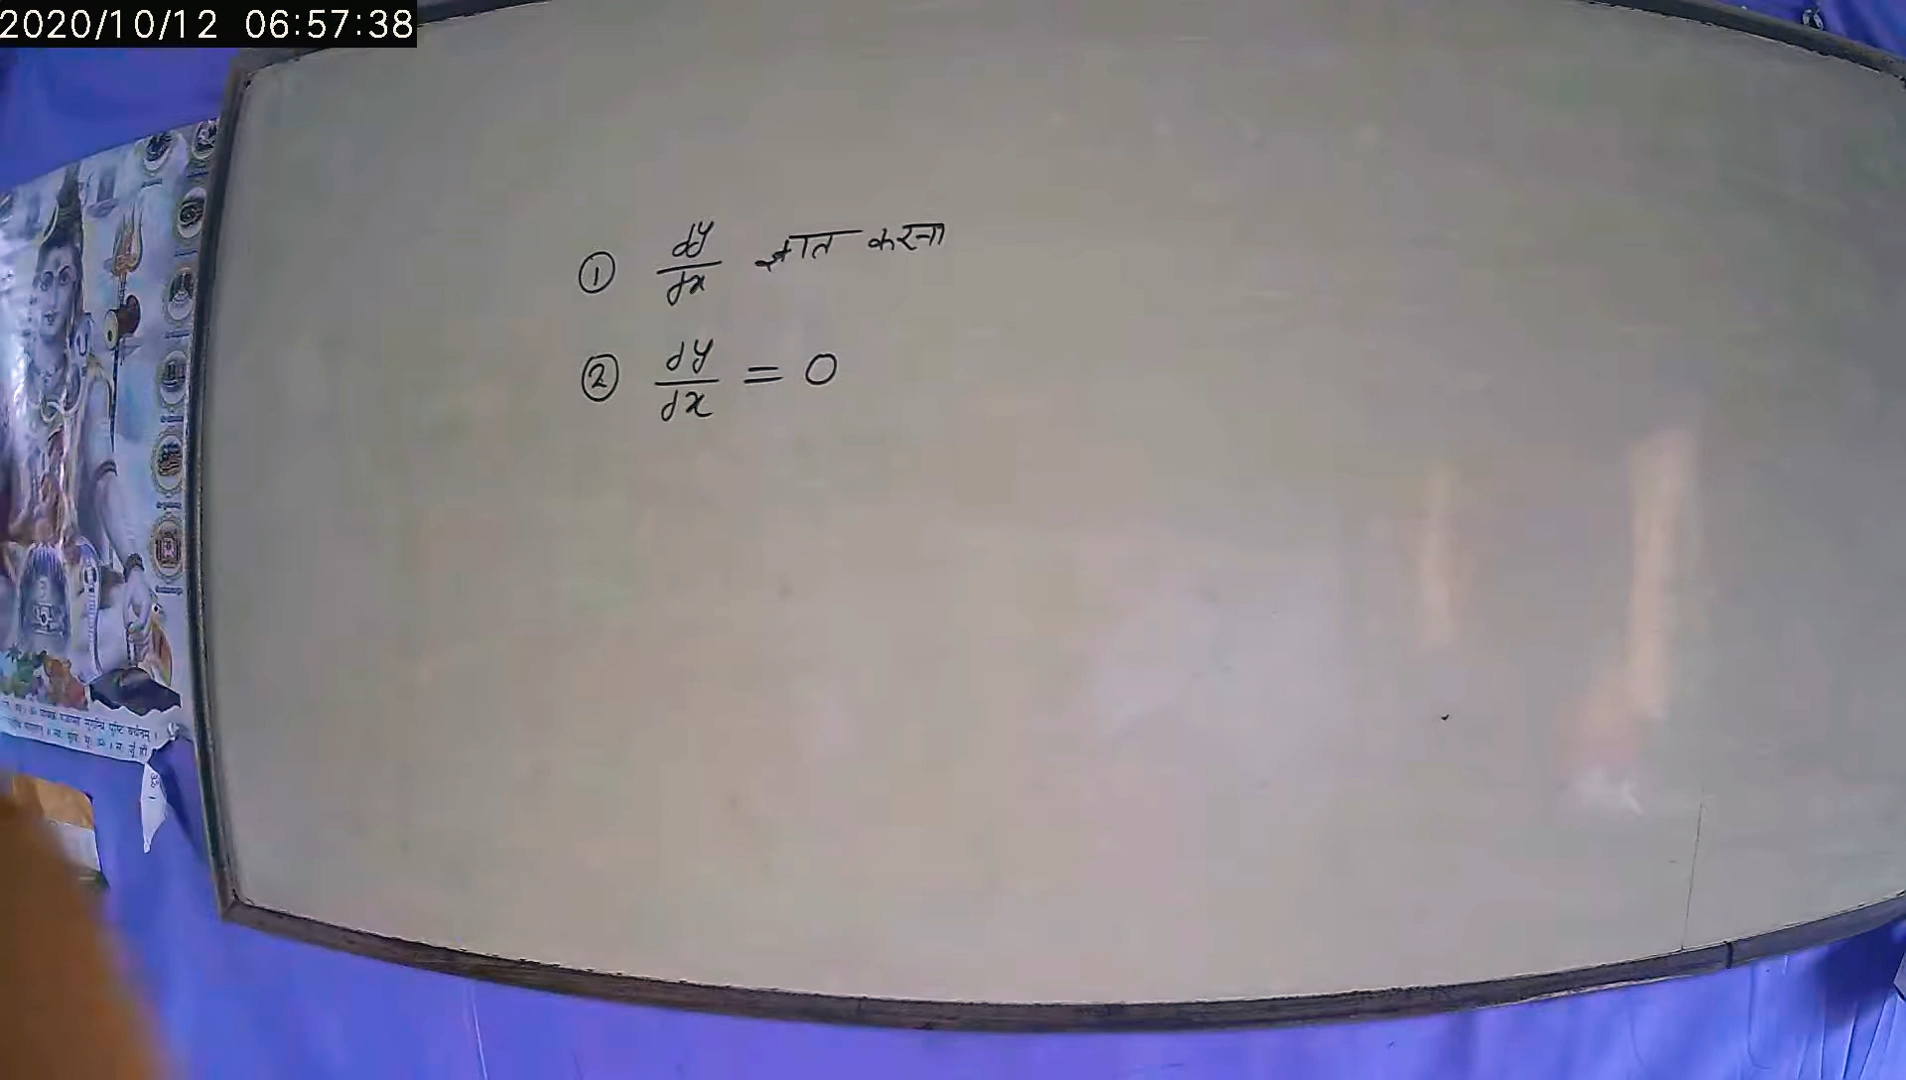 2020/10/12 06:57:38
① dy/dx ज्ञात करना
② dy/dx = 0